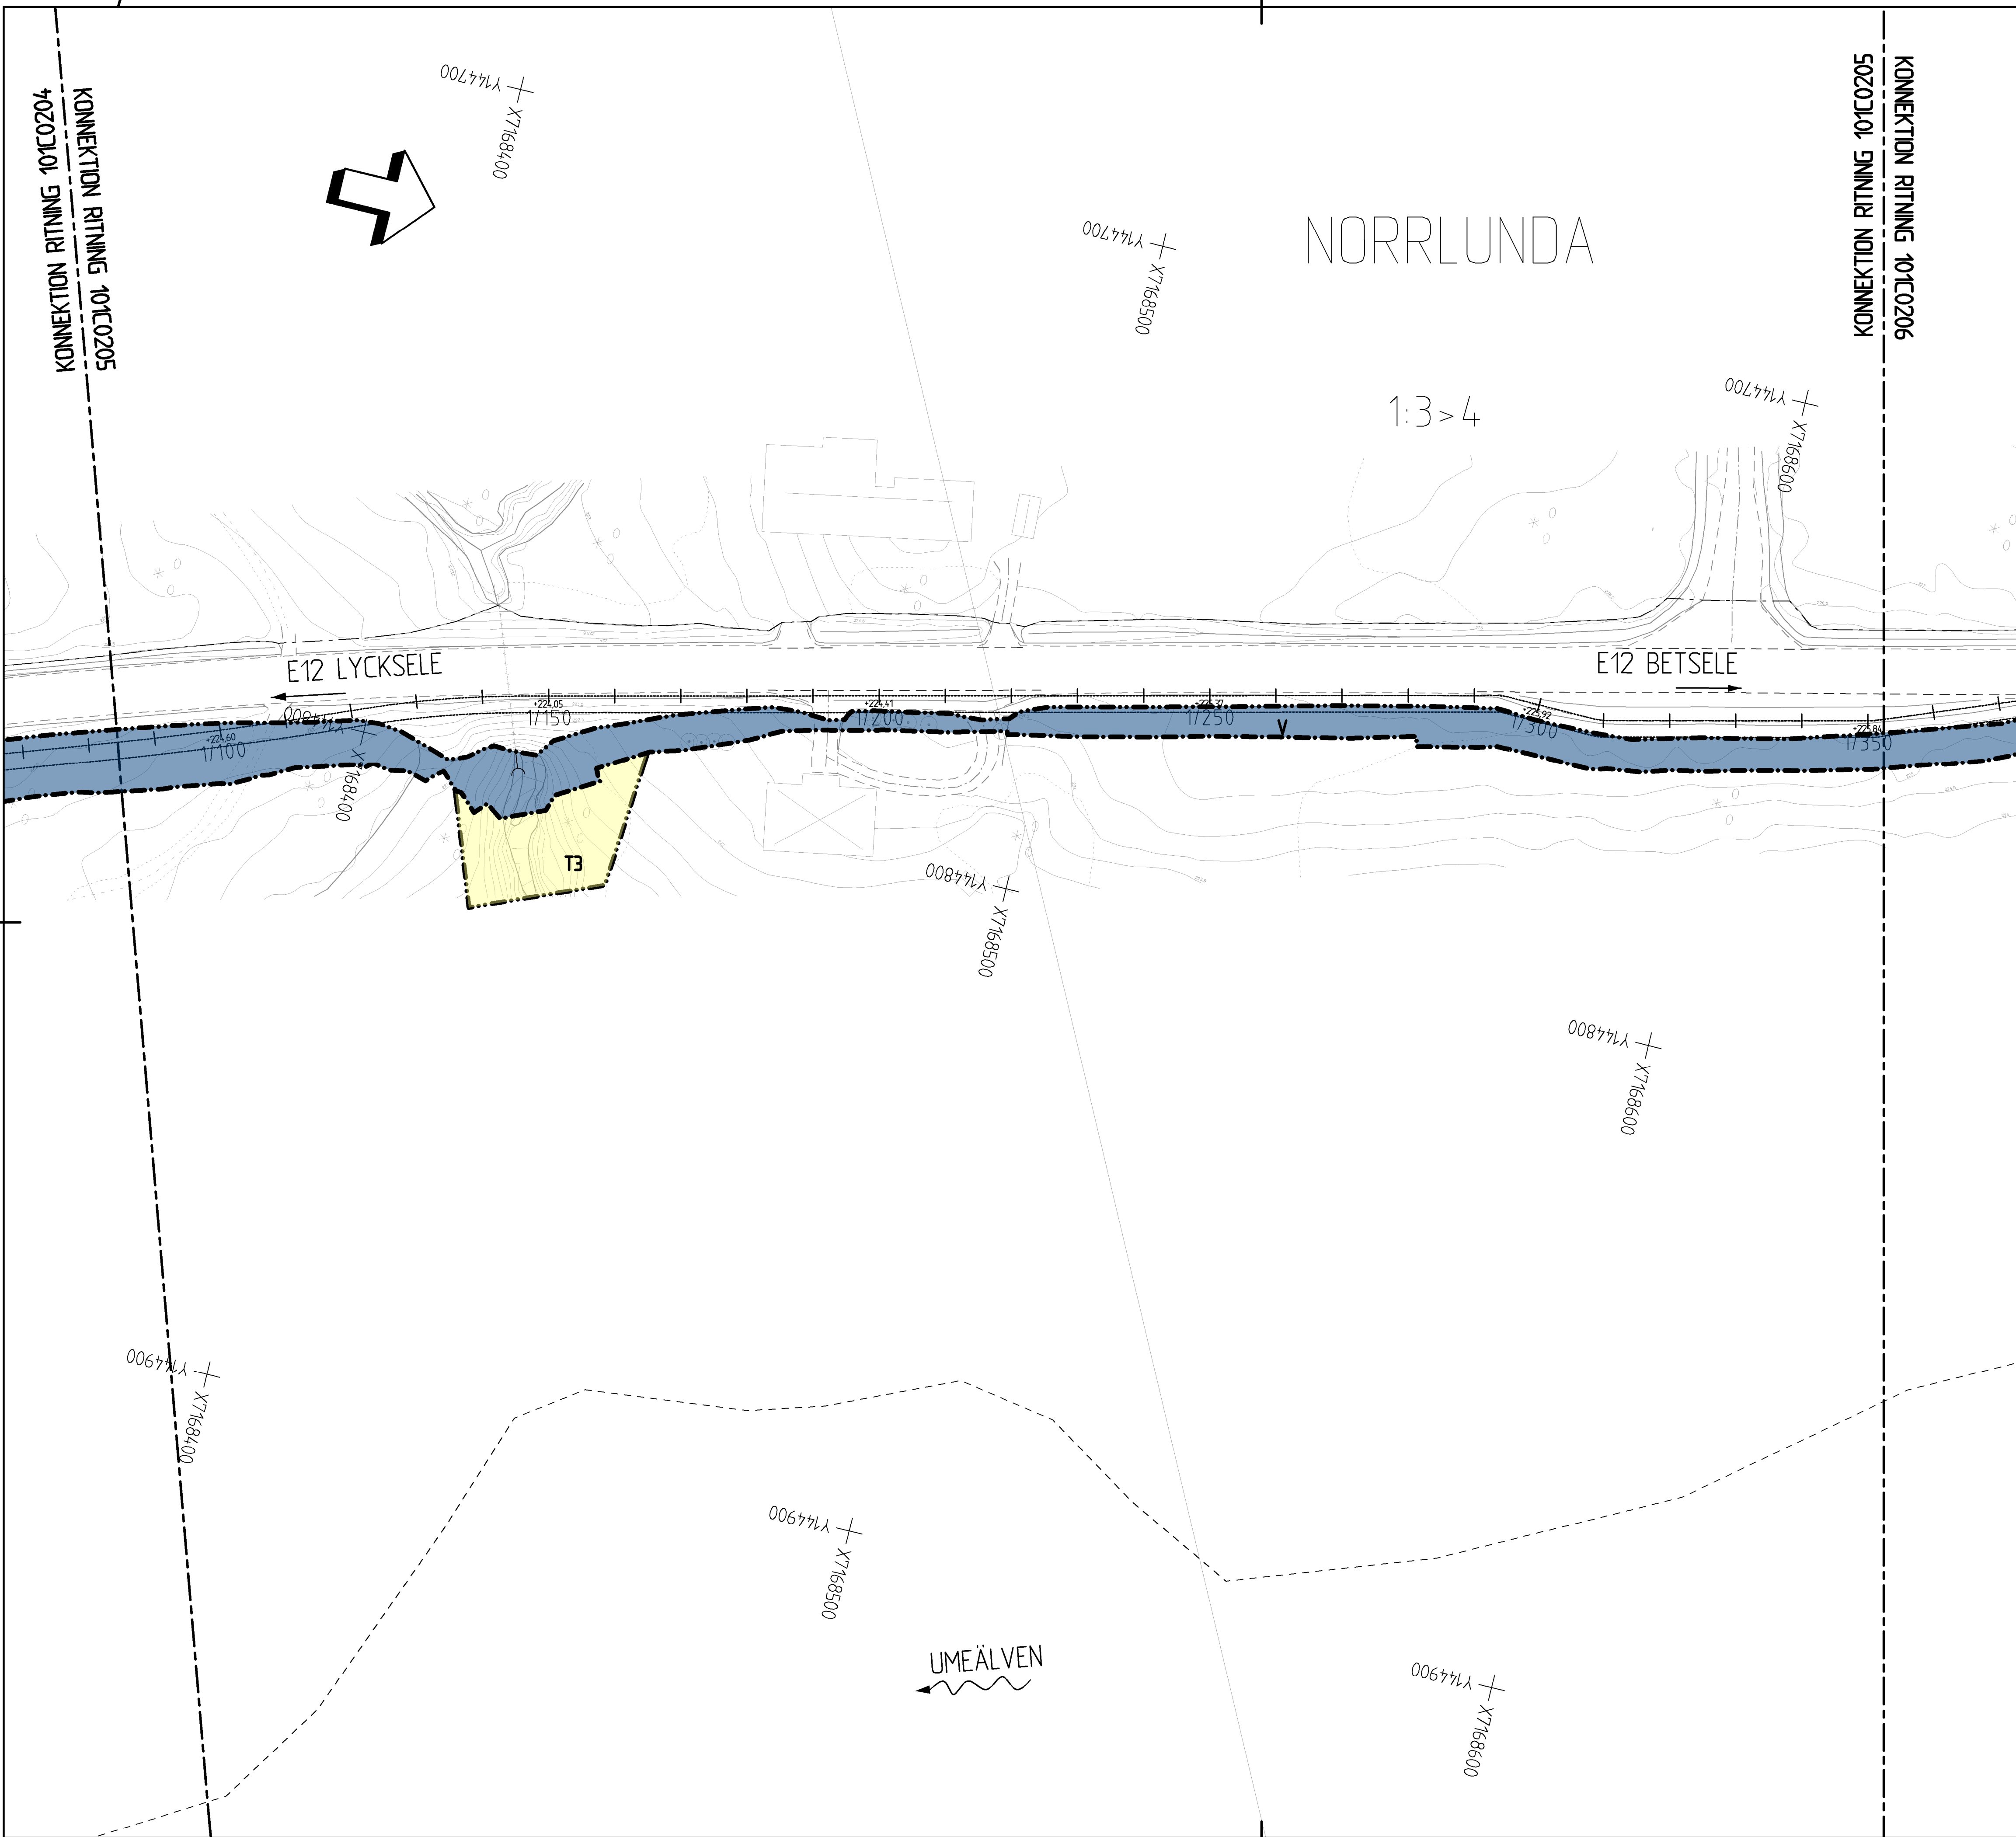 KONNEKTION RITNING 101C0204
KONNEKTION RITNING 101C0205
Y144700
X7168400
Y144700
X7168500
NORRLUNDA
KONNEKTION RITNING 101C0205
KONNEKTION RITNING 101C0206
1:3>4
Y144700
X7168600
E12 LYCKSELE
E12 BETSELE
+224,60
1/100
Y144800
X7168400
+224,05
1/150
+224,41
1/200
1/250
V
1/300
1/350
T3
Y144800
X7168500
Y144800
X7168600
Y144900
X7168400
Y144900
X7168500
UMEÄLVEN
Y144900
X7168600